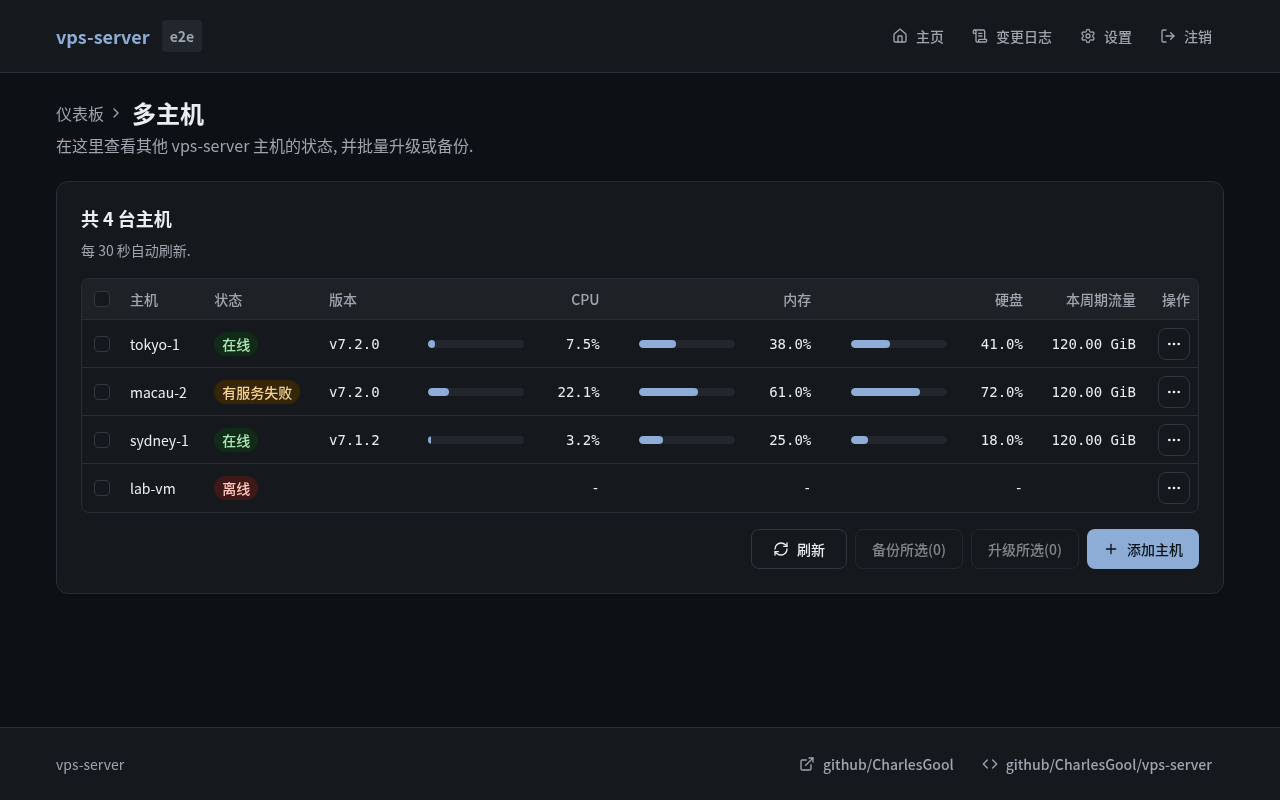 vps-server e2e 主页 变更日志 设置 注销
仪表板 多主机
在这里查看其他 vps-server 主机的状态, 并批量升级或备份.
共 4 台主机
每 30 秒自动刷新.
主机 状态 版本 CPU 内存 硬盘 本周期流量 操作
tokyo-1 在线 v7.2.0 7.5% 38.0% 41.0% 120.00 GiB
macau-2 有服务失败 v7.2.0 22.1% 61.0% 72.0% 120.00 GiB
sydney-1 在线 v7.1.2 3.2% 25.0% 18.0% 120.00 GiB
lab-vm 离线 - - -
刷新 备份所选(0) 升级所选(0) 添加主机
vps-server github/CharlesGool github/CharlesGool/vps-server